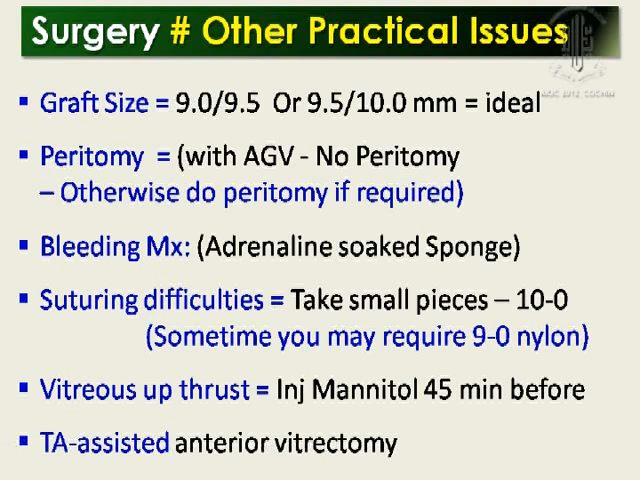 Surgery # Other Practical Issues
▪ Graft Size = 9.0/9.5 Or 9.5/10.0 mm = ideal
▪ Peritomy = (with AGV - No Peritomy
– Otherwise do peritomy if required)
▪ Bleeding Mx: (Adrenaline soaked Sponge)
▪ Suturing difficulties = Take small pieces – 10-0
(Sometime you may require 9-0 nylon)
▪ Vitreous up thrust = Inj Mannitol 45 min before
▪ TA-assisted anterior vitrectomy